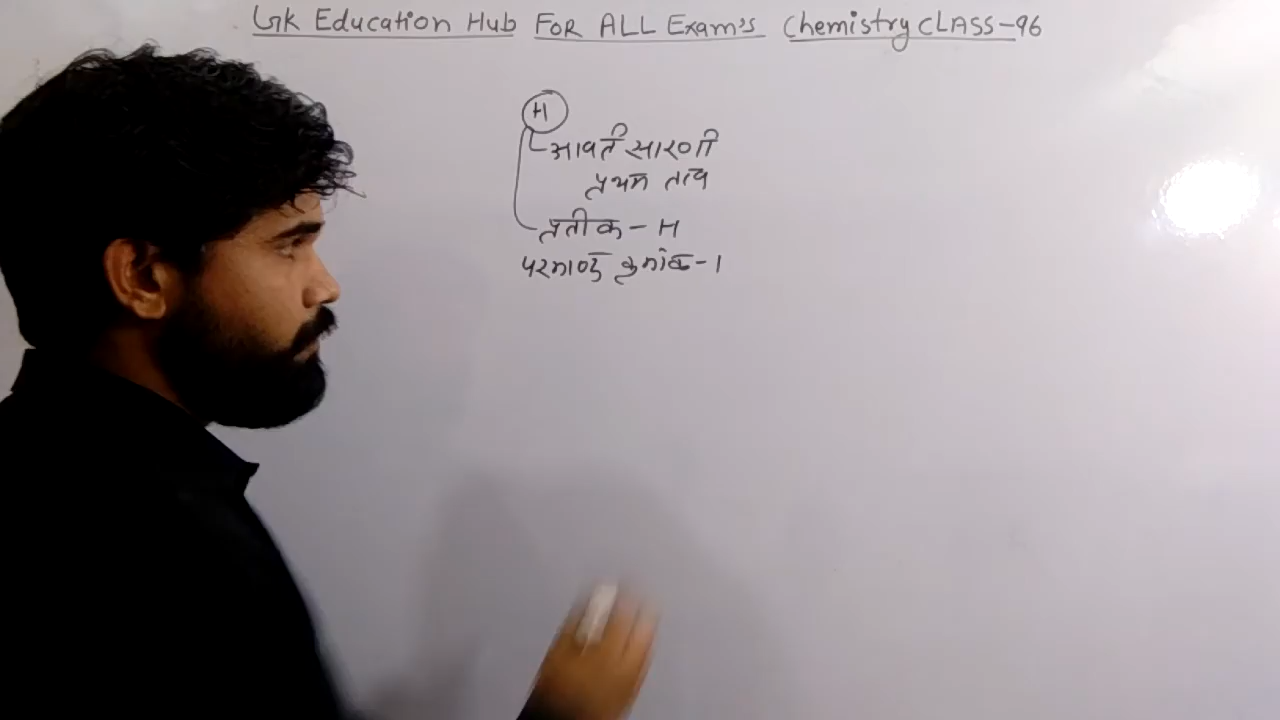 GK Education Hub FOR ALL Exam's Chemistry CLASS-96
H
आवर्त सारणी
प्रथम तत्व
प्रतीक - H
परमाणु क्रमांक - 1